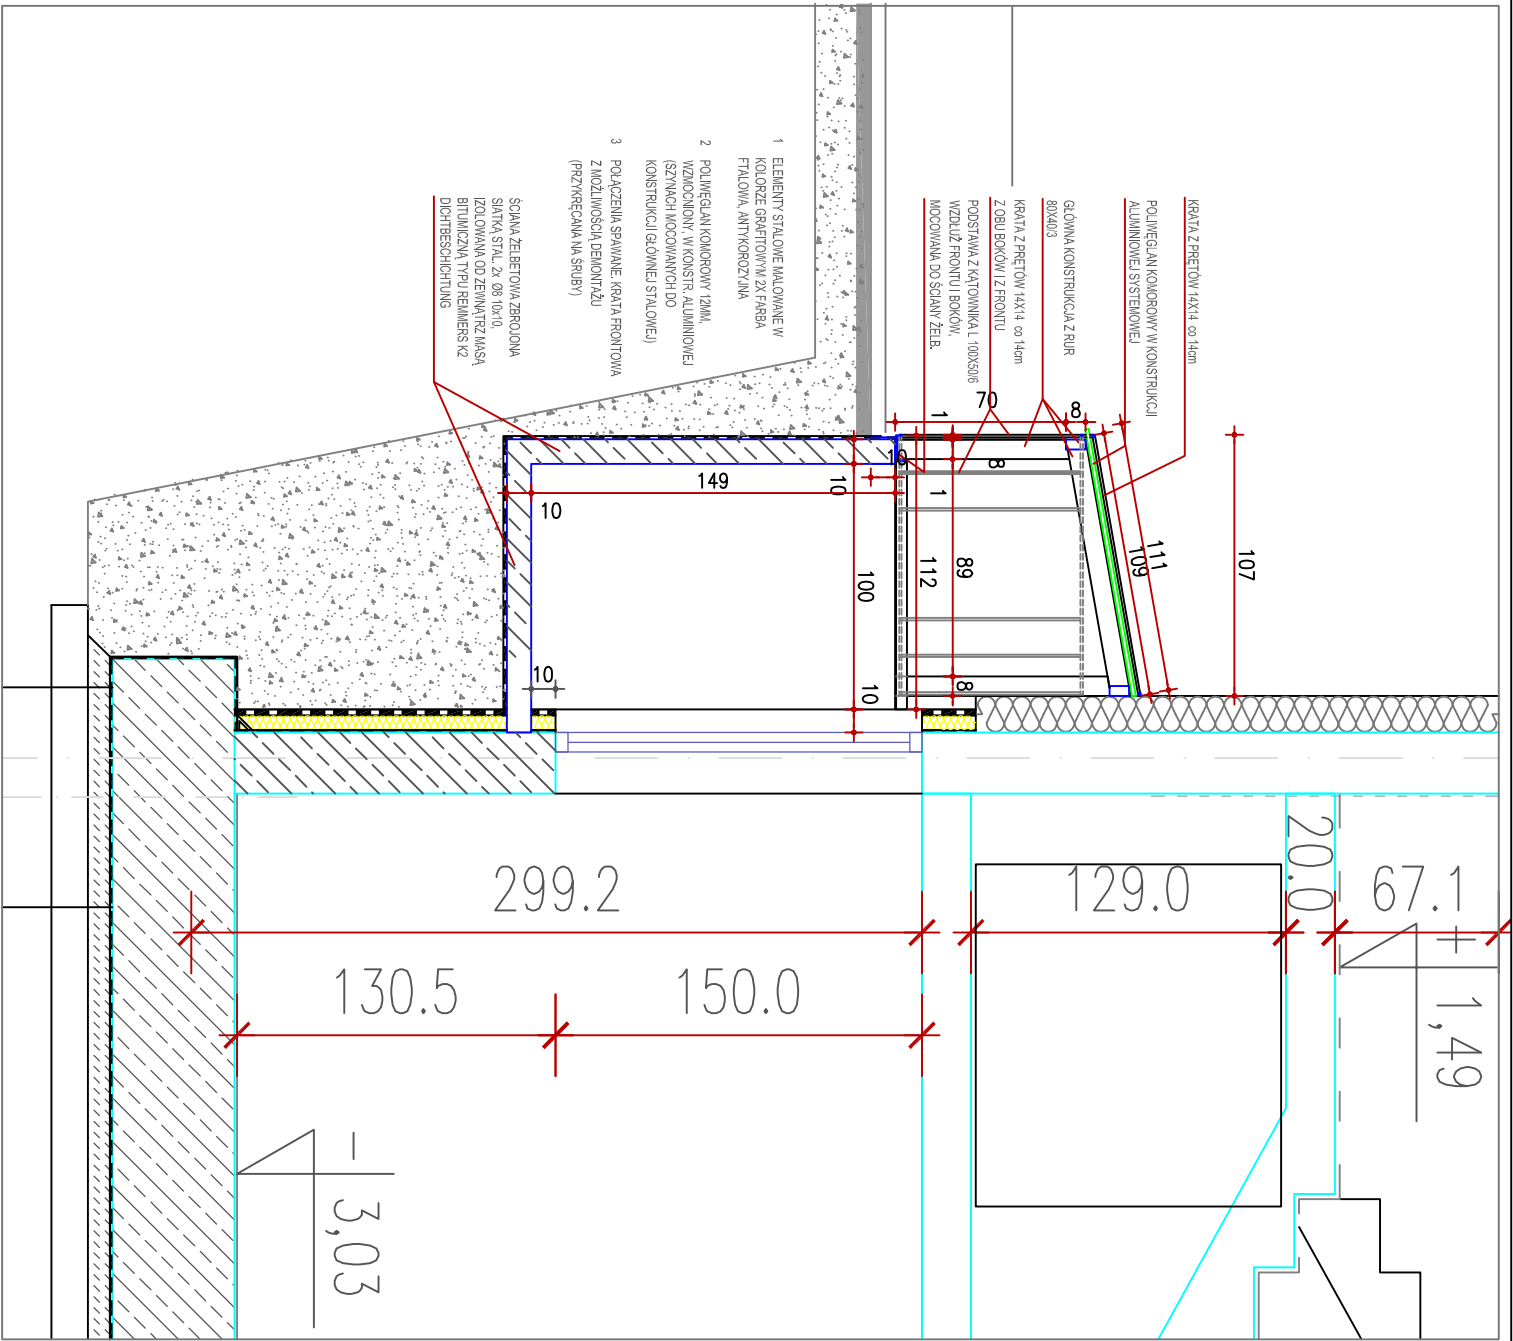 KRATA Z PRĘTÓW 14X14 co 14cm
POLIWĘGLAN KOMOROWY W KONSTRUKCJI
ALUMINIOWEJ SYSTEMOWEJ
GŁÓWNA KONSTRUKCJA Z RUR
80X40/3
KRATA Z PRĘTÓW 14X14 co 14cm
Z OBU BOKÓW I Z FRONTU
PODSTAWA Z KĄTOWNIKA L 100X50/6
WZDŁUŻ FRONTU I BOKÓW,
MOCOWANA DO ŚCIANY ŻELB.
1 ELEMENTY STALOWE MALOWANE W
KOLORZE GRAFITOWYM 2X FARBA
FTALOWA, ANTYKOROZYJNA
2 POLIWĘGLAN KOMOROWY 12MM,
WZMOCNIONY, W KONSTR. ALUMINIOWEJ
(SZYNACH MOCOWANYCH DO
KONSTRUKCJI GŁÓWNEJ STALOWEJ)
3 POŁĄCZENIA SPAWANE, KRATA FRONTOWA
Z MOŻLIWOŚCIĄ DEMONTAŻU
(PRZYKRĘCANA NA ŚRUBY)
ŚCIANA ŻELBETOWA ZBROJONA
SIATKĄ STAL. 2x Ø8 10x10,
IZOLOWANA OD ZEWNĄTRZ MASĄ
BITUMICZNĄ TYPU REMMERS K2
DICHTBESCHICHTUNG
107
111
109
8
70
1
8
10
1
89
112
8
10
149
100
10
10
10
299.2
129.0
20.0
67.1
130.5
150.0
+ 1,49
- 3,03